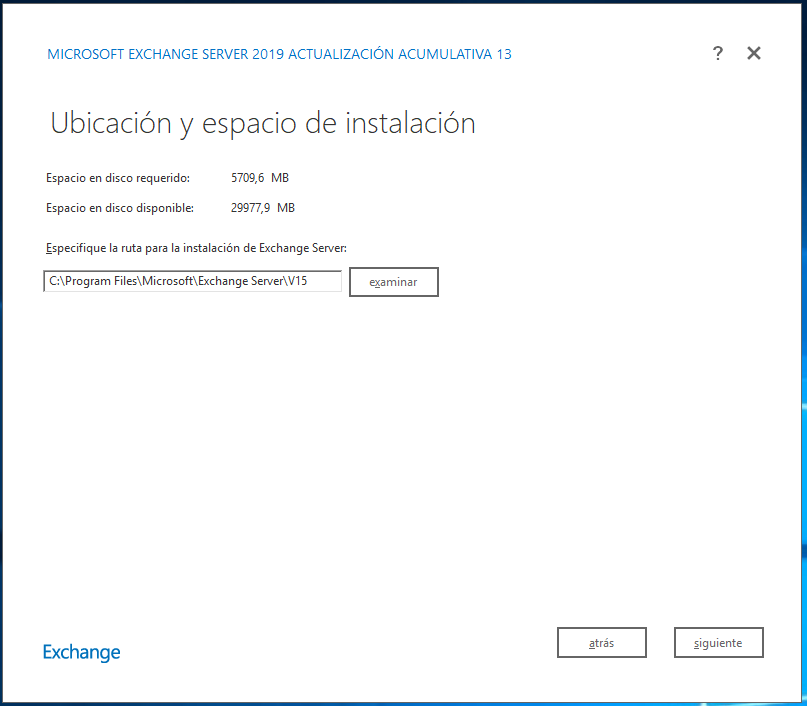 MICROSOFT EXCHANGE SERVER 2019 ACTUALIZACIÓN ACUMULATIVA 13
?
Ubicación y espacio de instalación
Espacio en disco requerido: 5709,6 MB
Espacio en disco disponible: 29977,9 MB
Especifique la ruta para la instalación de Exchange Server:
C:\Program Files\Microsoft\Exchange Server\V15 examinar
Exchange atrás siguiente